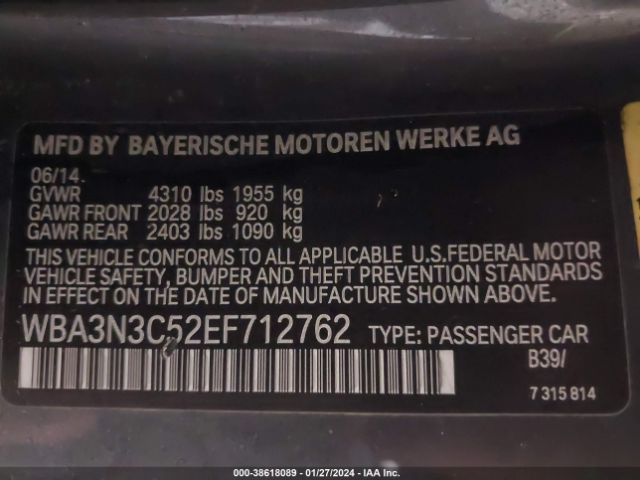 MFD BY BAYERISCHE MOTOREN WERKE AG
06/14
GVWR 4310 lbs 1955 kg
GAWR FRONT 2028 lbs 920 kg
GAWR REAR 2403 lbs 1090 kg
THIS VEHICLE CONFORMS TO ALL APPLICABLE U.S.FEDERAL MOTOR
VEHICLE SAFETY, BUMPER AND THEFT PREVENTION STANDARDS
IN EFFECT ON THE DATE OF MANUFACTURE SHOWN ABOVE.
WBA3N3C52EF712762 TYPE: PASSENGER CAR
B39/
7 315 814
000-38618089 - 01/27/2024 - IAA Inc.